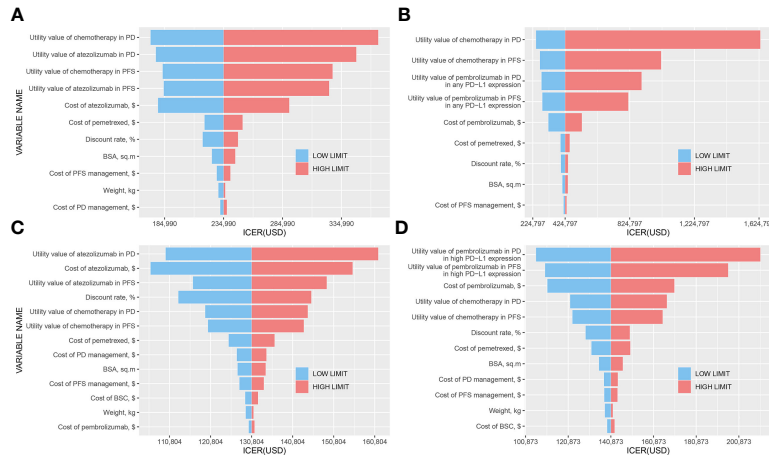 A
Utility value of chemotherapy in PD
Utility value of atezolizumab in PD
Utility value of chemotherapy in PFS
Utility value of atezolizumab in PFS
Cost of atezolizumab, $
Cost of pemetrexed, $
Discount rate, %
BSA, sq.m
Cost of PFS management, $
Weight, kg
Cost of PD management, $
VARIABLE NAME
LOW LIMIT
HIGH LIMIT
184,990 234,990 284,990 334,990
ICER(USD)
B
Utility value of chemotherapy in PD
Utility value of chemotherapy in PFS
Utility value of pembrolizumab in PD
in any PD−L1 expression
Utility value of pembrolizumab in PFS
in any PD−L1 expression
Cost of pembrolizumab, $
Cost of pemetrexed, $
Discount rate, %
BSA, sq.m
Cost of PFS management, $
LOW LIMIT
HIGH LIMIT
224,797 424,797 824,797 1,224,797 1,624,79
ICER(USD)
C
Utility value of atezolizumab in PD
Cost of atezolizumab, $
Utility value of atezolizumab in PFS
Discount rate, %
Utility value of chemotherapy in PD
Utility value of chemotherapy in PFS
Cost of pemetrexed, $
Cost of PD management, $
BSA, sq.m
Cost of PFS management, $
Cost of BSC, $
Weight, kg
Cost of pembrolizumab, $
VARIABLE NAME
LOW LIMIT
HIGH LIMIT
110,804 120,804 130,804 140,804 150,804 160,804
ICER(USD)
D
Utility value of pembrolizumab in PD
in high PD−L1 expression
Utility value of pembrolizumab in PFS
in high PD−L1 expression
Cost of pembrolizumab, $
Utility value of chemotherapy in PD
Utility value of chemotherapy in PFS
Discount rate, %
Cost of pemetrexed, $
BSA, sq.m
Cost of PD management, $
Cost of PFS management, $
Weight, kg
Cost of BSC, $
LOW LIMIT
HIGH LIMIT
100,873 120,873 140,873 160,873 200,873
ICER(USD)